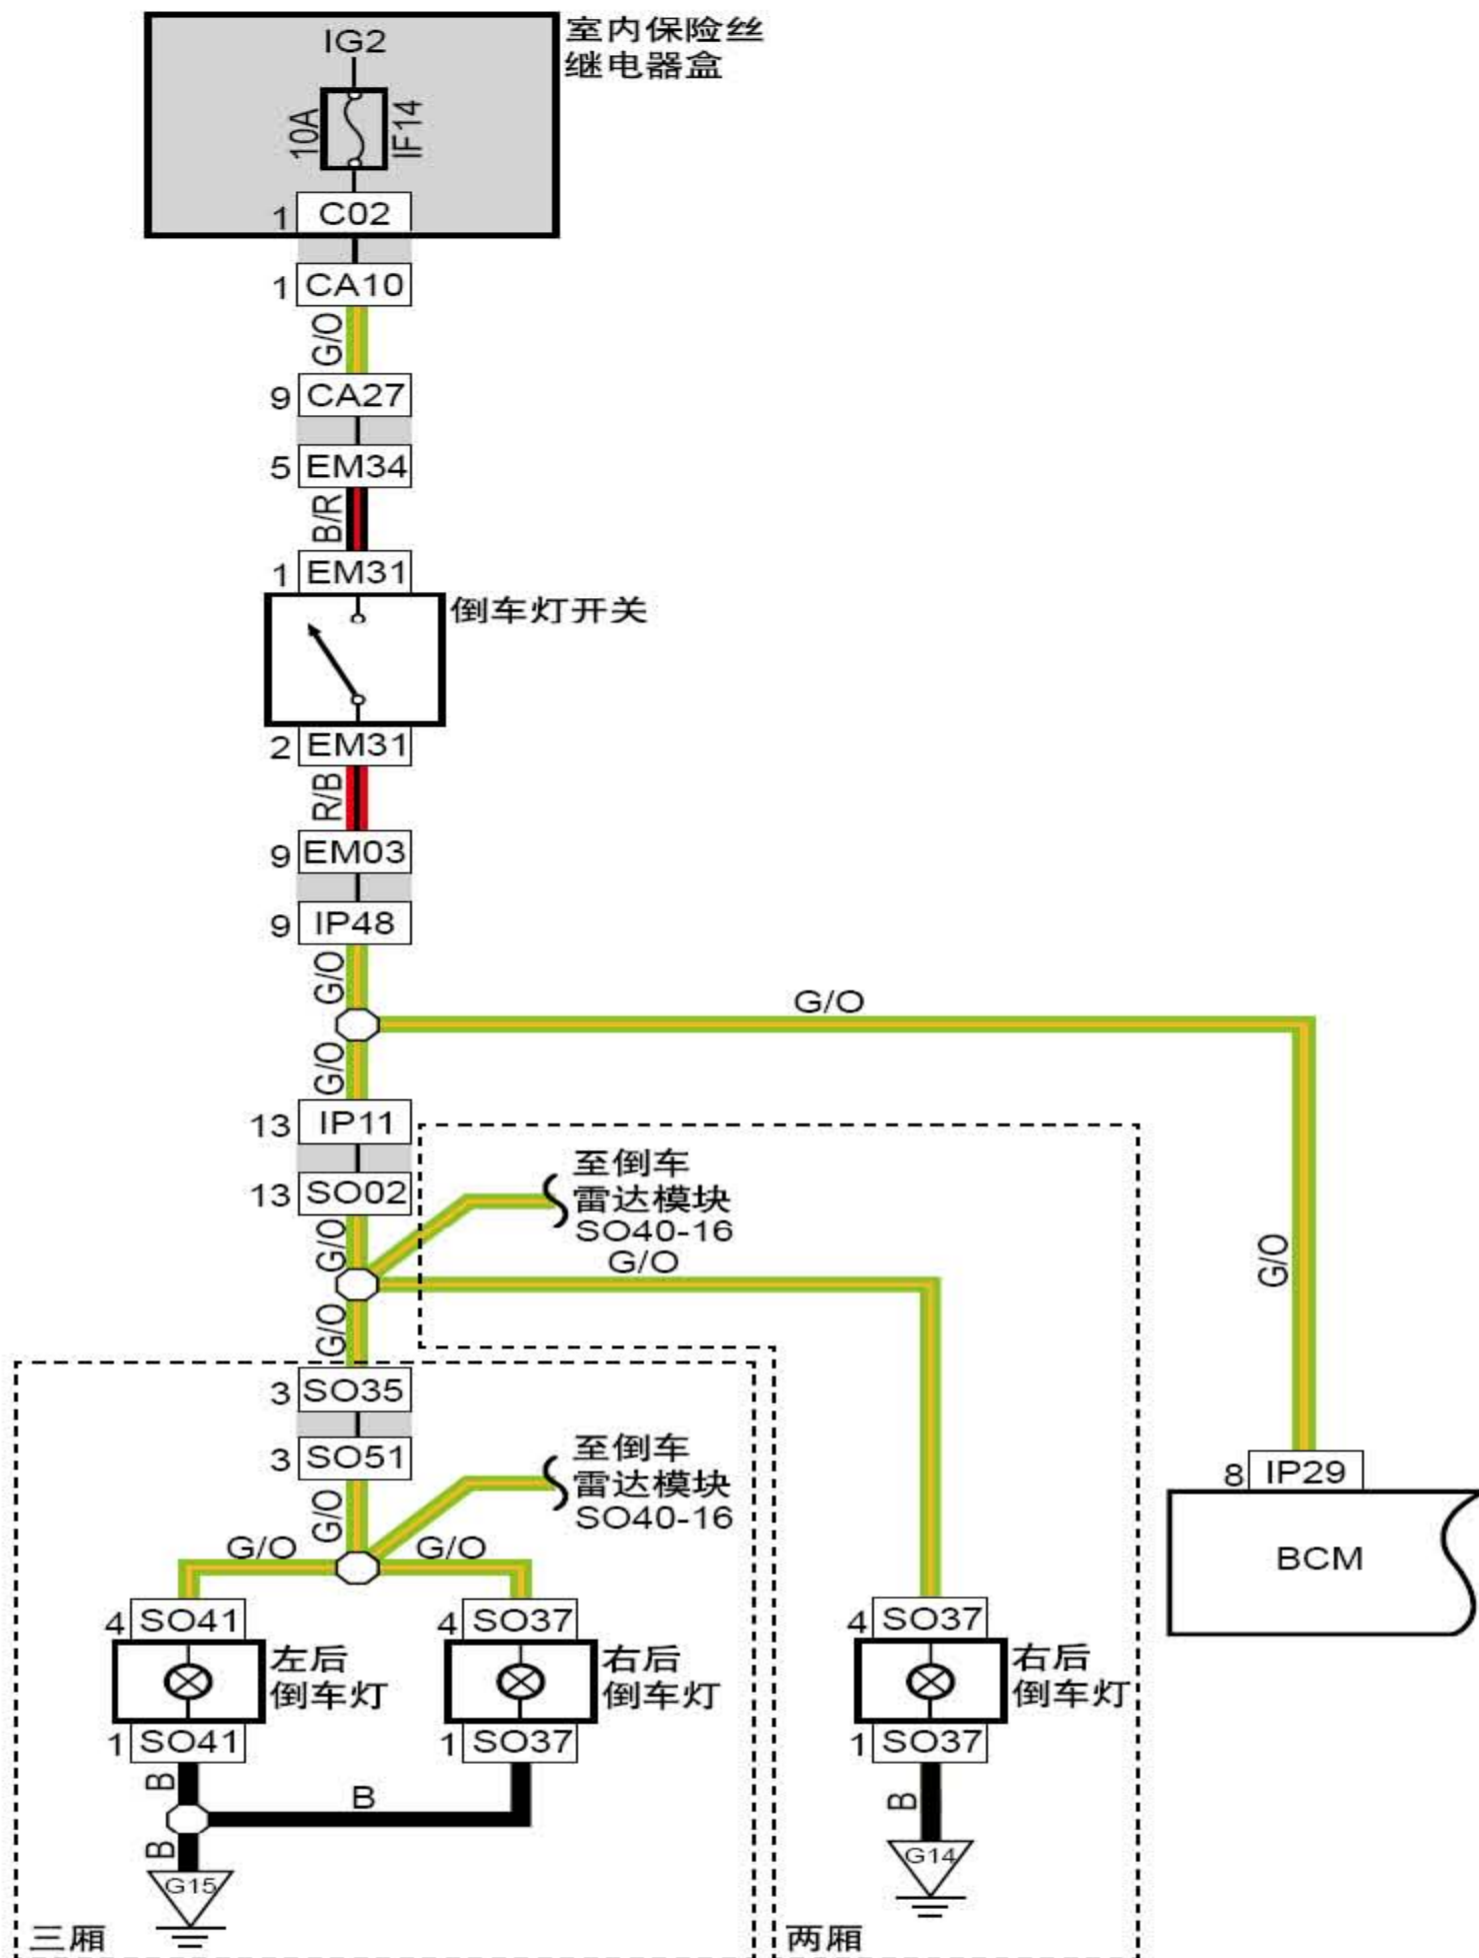 IG2
室内保险丝
继电器盒
10A
IF14
1 C02
1 CA10
G/O
9 CA27
5 EM34
B/R
1 EM31
倒车灯开关
2 EM31
R/B
9 EM03
9 IP48
G/O
G/O
G/O
13 IP11
至倒车
雷达模块
SO40-16
13 SO02
G/O
G/O
G/O
G/O
3 SO35
3 SO51
至倒车
雷达模块
SO40-16
G/O
G/O
G/O
8 IP29
BCM
4 SO41
4 SO37
4 SO37
左后
倒车灯
右后
倒车灯
右后
倒车灯
1 SO41
1 SO37
1 SO37
B
B
B
B
G15
G14
三厢
两厢